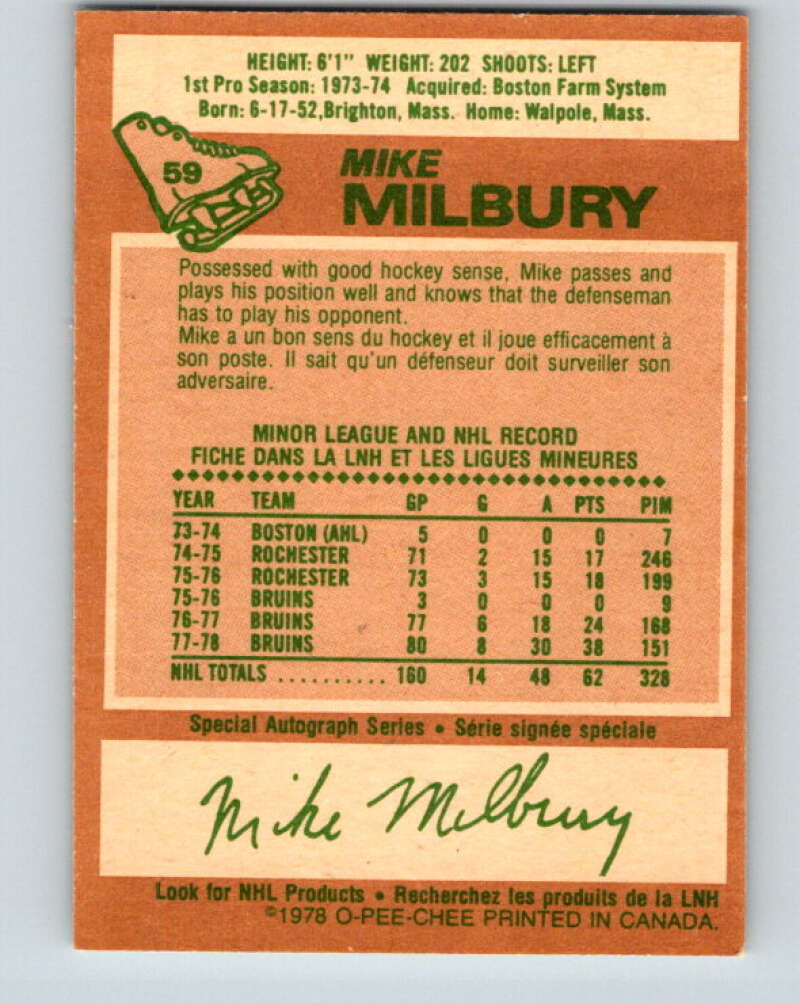 HEIGHT: 6'1" WEIGHT: 202 SHOOTS: LEFT
1st Pro Season: 1973-74 Acquired: Boston Farm System
Born: 6-17-52,Brighton, Mass. Home: Walpole, Mass.
59
MIKE
MILBURY
Possessed with good hockey sense, Mike passes and
plays his position well and knows that the defenseman
has to play his opponent.
Mike a un bon sens du hockey et il joue efficacement à
son poste. Il sait qu'un défenseur doit surveiller son
adversaire.
MINOR LEAGUE AND NHL RECORD
FICHE DANS LA LNH ET LES LIGUES MINEURES
YEAR TEAM GP G A PTS PIM
73-74 BOSTON (AHL) 5 0 0 0 7
74-75 ROCHESTER 71 2 15 17 246
75-76 ROCHESTER 73 3 15 18 199
75-76 BRUINS 3 0 0 0 9
76-77 BRUINS 77 6 18 24 168
77-78 BRUINS 80 8 30 38 151
NHL TOTALS .......... 160 14 48 62 328
Special Autograph Series • Série signée spéciale
Mike Milbury
Look for NHL Products • Recherchez les produits de la LNH
©1978 O-PEE-CHEE PRINTED IN CANADA.